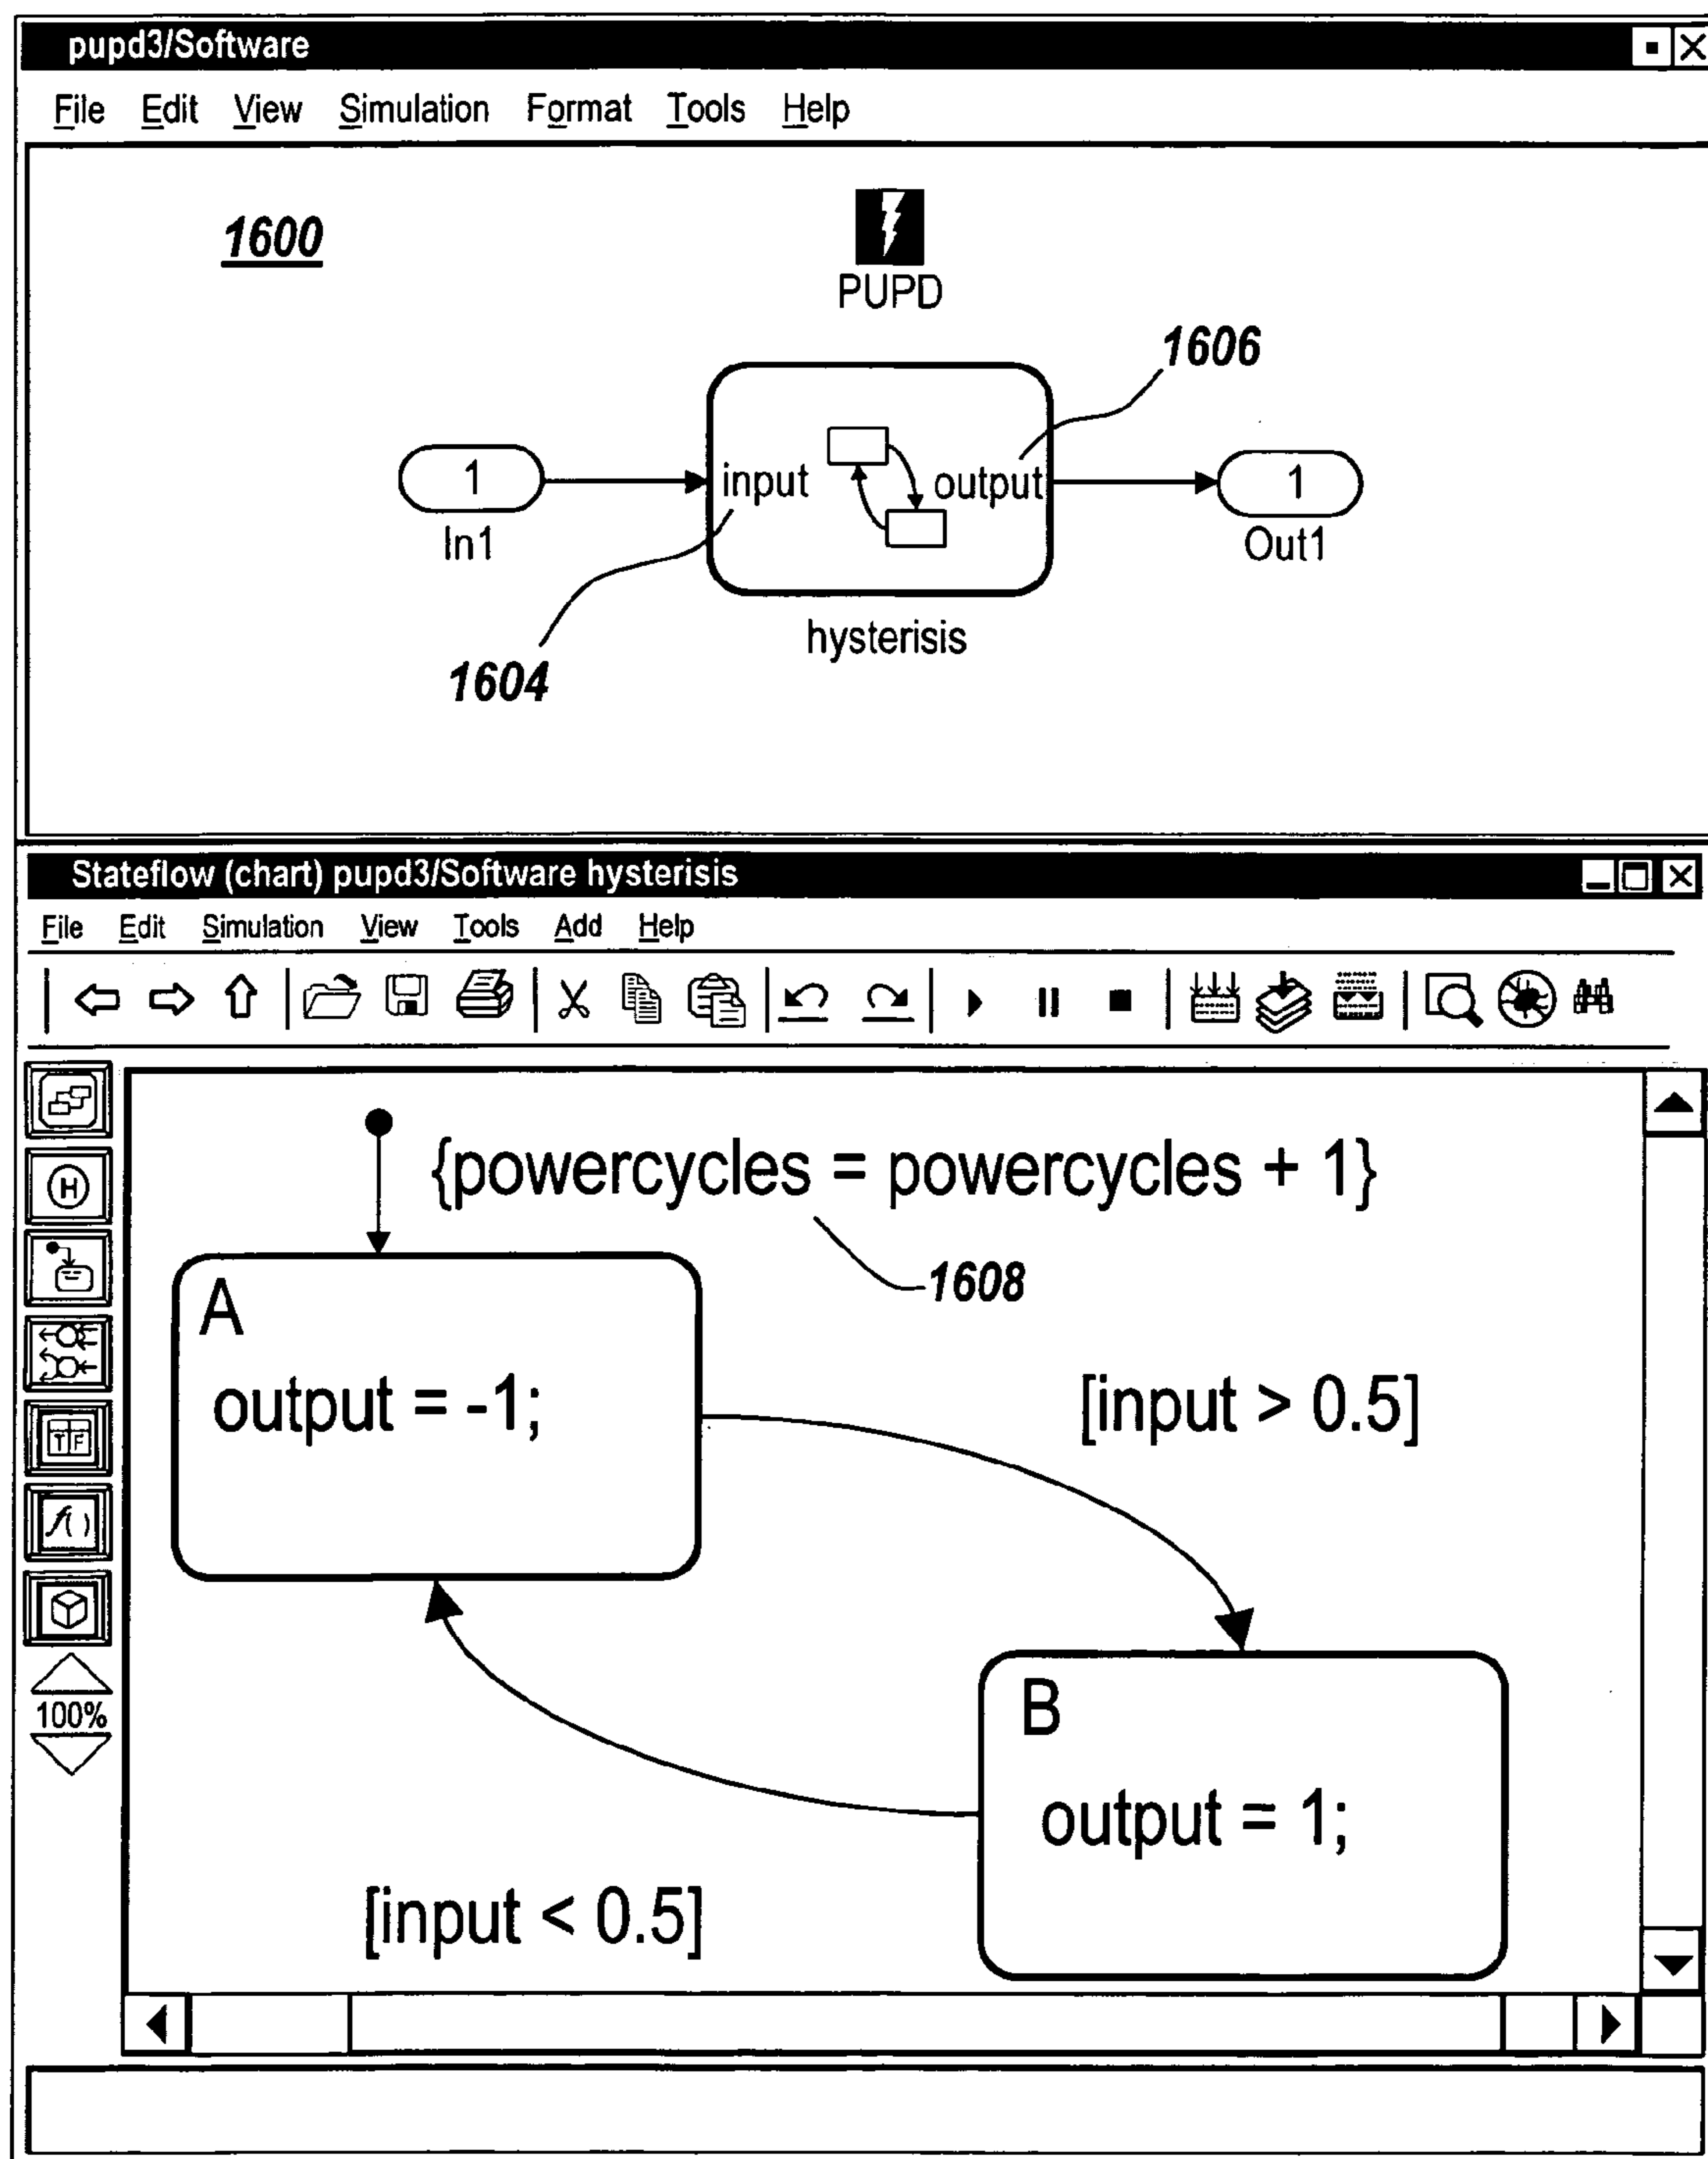 pupd3/Software
File Edit View Simulation Format Tools Help
1600
PUPD
1606
1 input output 1
In1 Out1
hysterisis
1604
Stateflow (chart) pupd3/Software hysterisis
File Edit Simulation View Tools Add Help
H
{powercycles = powercycles + 1}
1608
A
output = -1;
[input > 0.5]
T F
f()
100%
B
output = 1;
[input < 0.5]